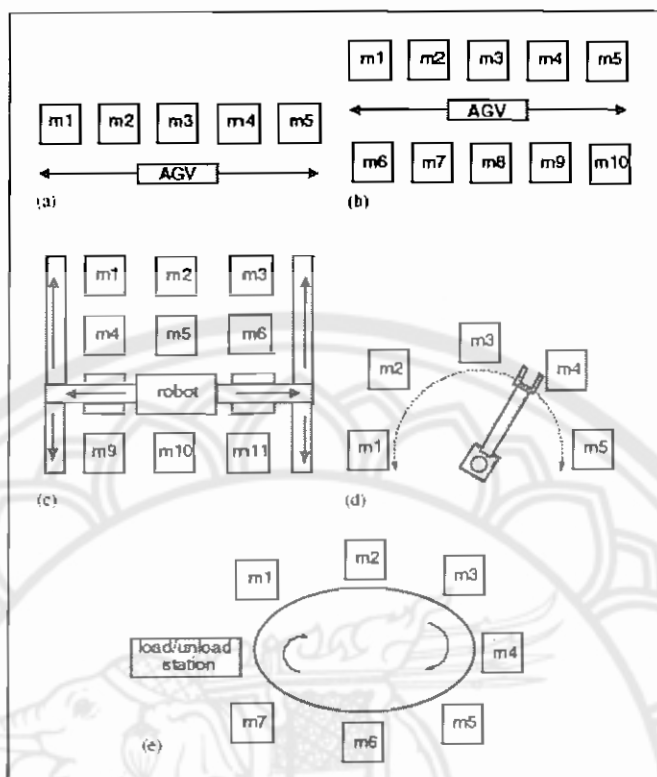 m1 m2 m3 m4 m5
AGV
(a)
m1 m2 m3 m4 m5
AGV
m6 m7 m8 m9 m10
(b)
m1 m2 m3
m4 m5 m6
robot
m9 m10 m11
(c)
m3
m2 m4
m1 m5
(d)
m2
m1 m3
load/unload
station
m4
m7 m5
m6
(e)